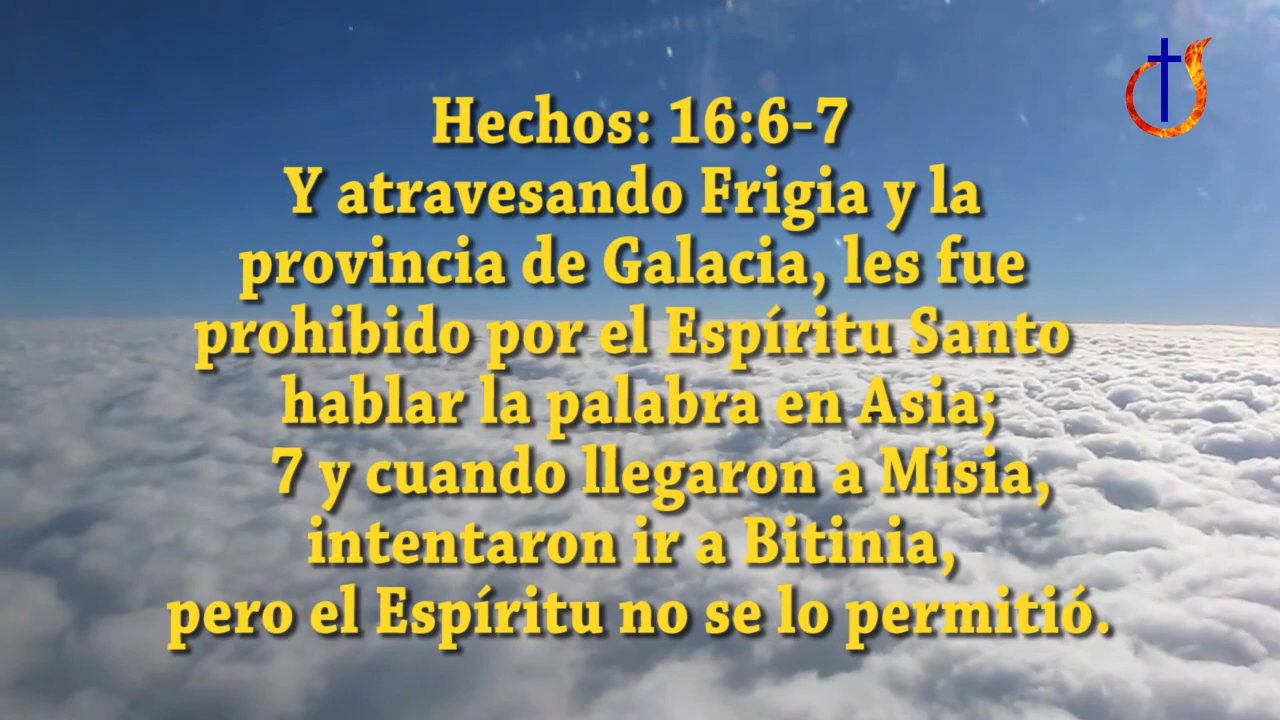 Hechos: 16:6-7
Y atravesando Frigia y la
provincia de Galacia, les fue
prohibido por el Espíritu Santo
hablar la palabra en Asia;
7 y cuando llegaron a Misia,
intentaron ir a Bitinia,
pero el Espíritu no se lo permitió.